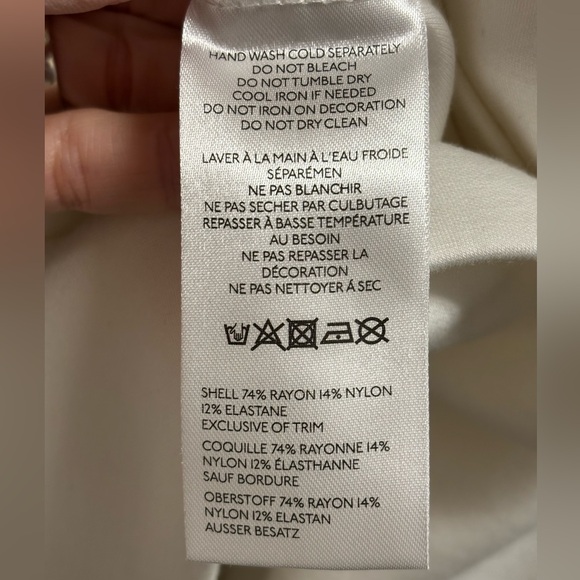 HAND WASH COLD SEPARATELY
DO NOT BLEACH
DO NOT TUMBLE DRY
COOL IRON IF NEEDED
DO NOT IRON ON DECORATION
DO NOT DRY CLEAN
LAVER À LA MAIN À L'EAU FROIDE
SÉPARÉMEN
NE PAS BLANCHIR
NE PAS SECHER PAR CULBUTAGE
REPASSER À BASSE TEMPÉRATURE
AU BESOIN
NE PAS REPASSER LA
DÉCORATION
NE PAS NETTOYER Á SEC
SHELL 74% RAYON 14% NYLON
12% ELASTANE
EXCLUSIVE OF TRIM
COQUILLE 74% RAYONNE 14%
NYLON 12% ÉLASTHANNE
SAUF BORDURE
OBERSTOFF 74% RAYON 14%
NYLON 12% ELASTAN
AUSSER BESATZ